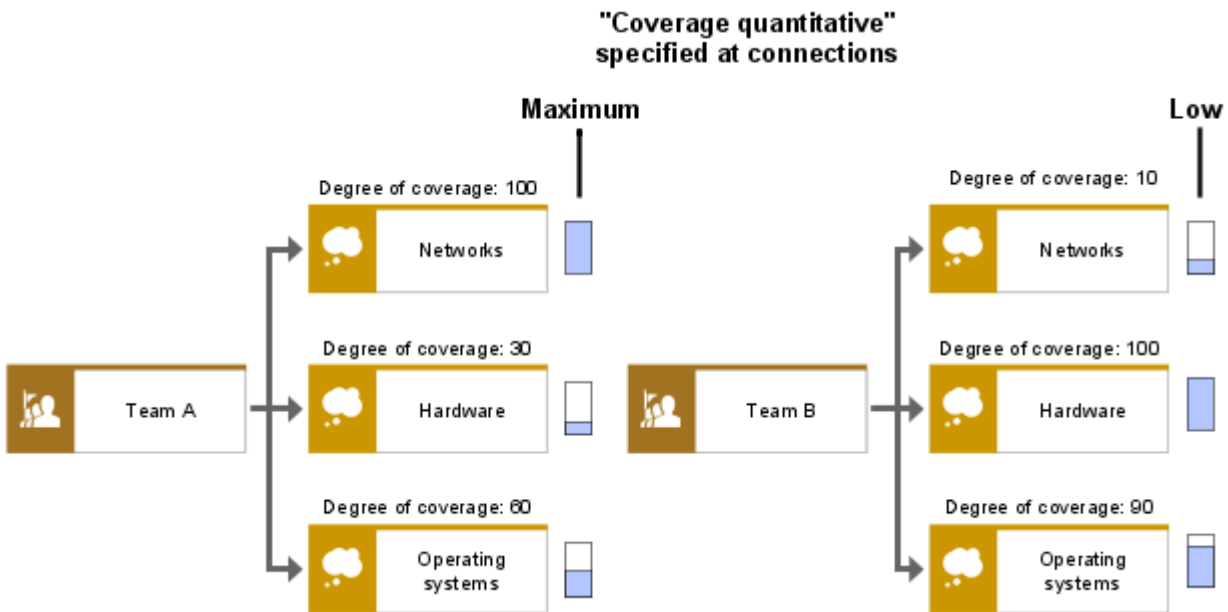 "Coverage quantitative"
specified at connections
Maximum
Low
Degree of coverage: 100
Networks
Degree of coverage: 10
Networks
Degree of coverage: 30
Hardware
Degree of coverage: 100
Hardware
Team A
Team B
Degree of coverage: 60
Operating
systems
Degree of coverage: 90
Operating
systems